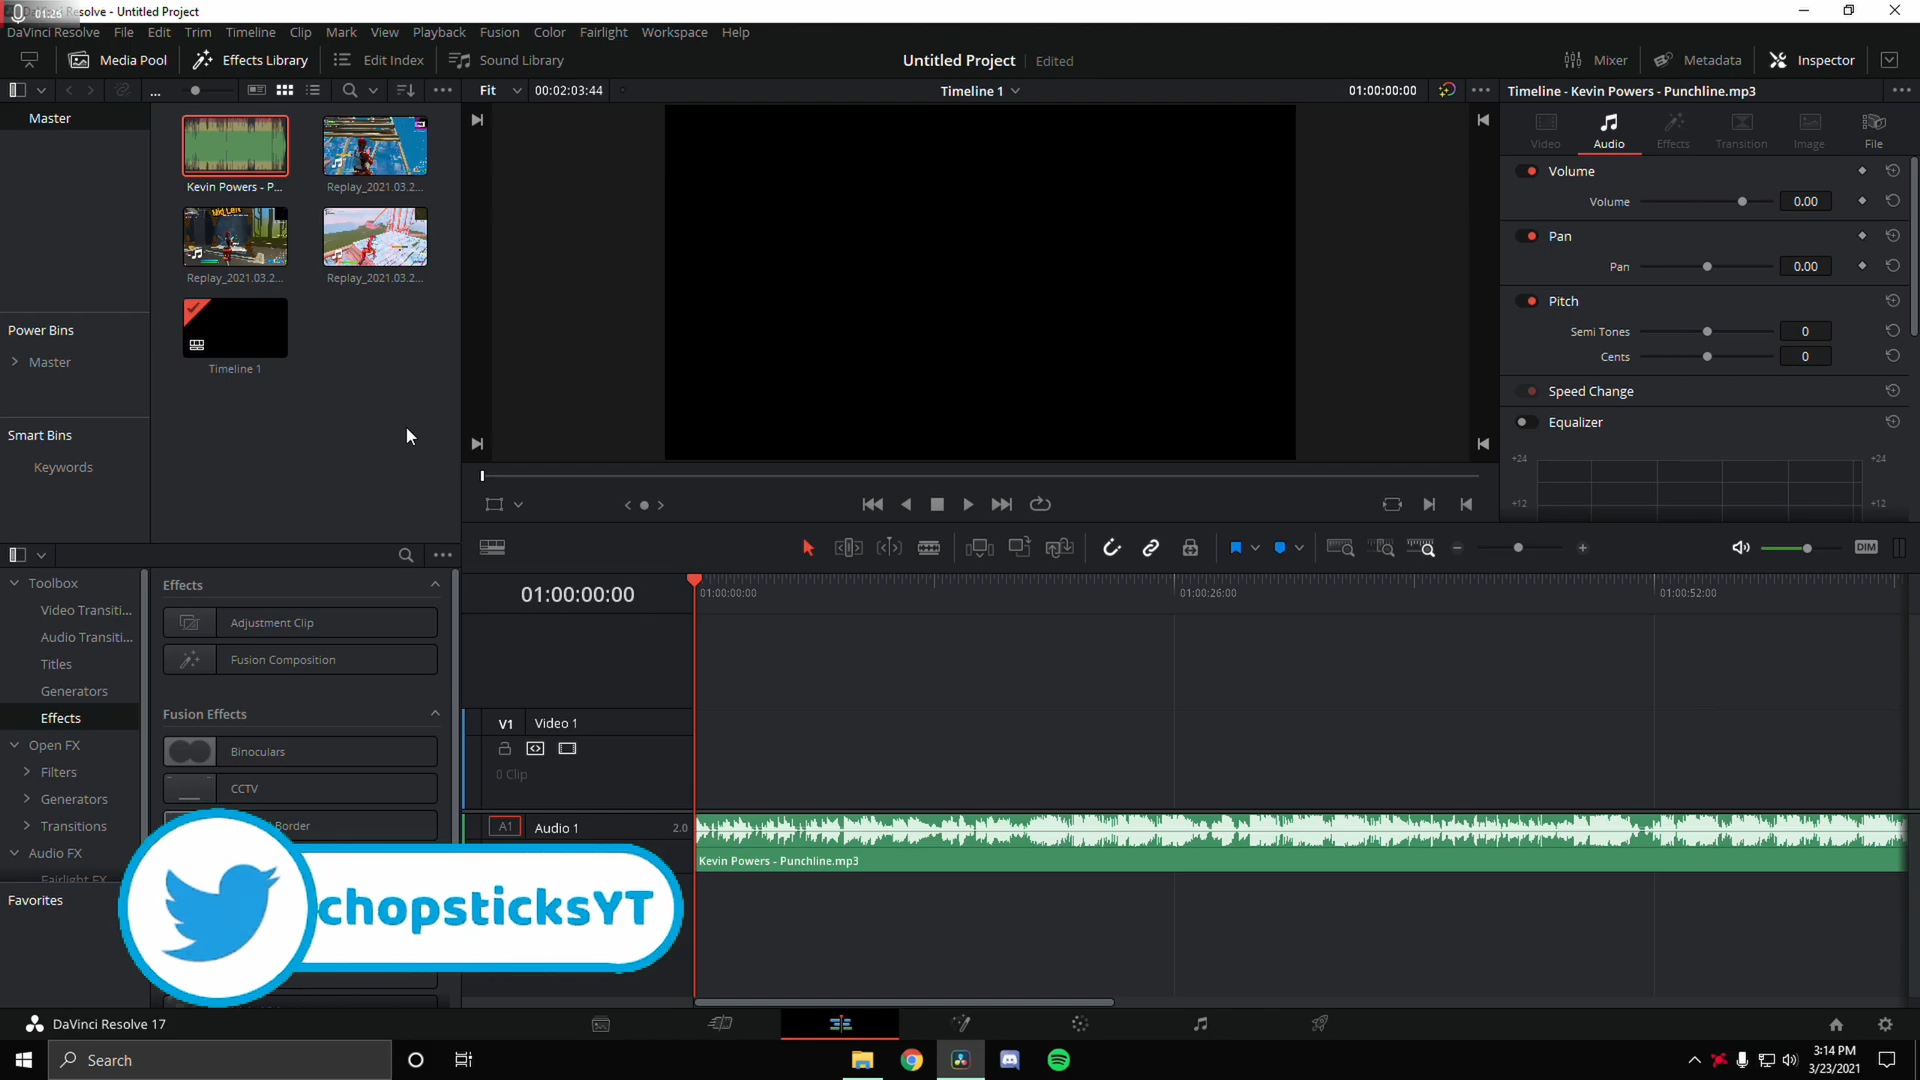 01:26
Resolve - Untitled Project
DaVinci Resolve File Edit Trim Timeline Clip Mark View Playback Fusion Color Fairlight Workspace Help
Media Pool Effects Library Edit Index Sound Library
Untitled Project Edited
Mixer Metadata Inspector
... Fit 00:02:03:44 Timeline 1 01:00:00:00
Timeline - Kevin Powers - Punchline.mp3
Master
Kevin Powers - P...
Replay_2021.03.2...
Replay_2021.03.2...
Replay_2021.03.2...
Timeline 1
Power Bins
Master
Smart Bins
Keywords
Video Audio Effects Transition Image File
Volume
Volume 0.00
Pan
Pan 0.00
Pitch
Semi Tones 0
Cents 0
Speed Change
Equalizer
+24 +24
+12 +12
DIM
Toolbox
Video Transiti...
Audio Transiti...
Titles
Generators
Effects
Open FX
Filters
Generators
Transitions
Audio FX
Fairlight FX
Favorites
Effects
Adjustment Clip
Fusion Composition
Fusion Effects
Binoculars
CCTV
Border
01:00:00:00
01:00:00:00 01:00:26:00 01:00:52:00
V1 Video 1
0 Clip
A1 Audio 1 2.0
Kevin Powers - Punchline.mp3
chopsticksYT
DaVinci Resolve 17
Search
3:14 PM
3/23/2021